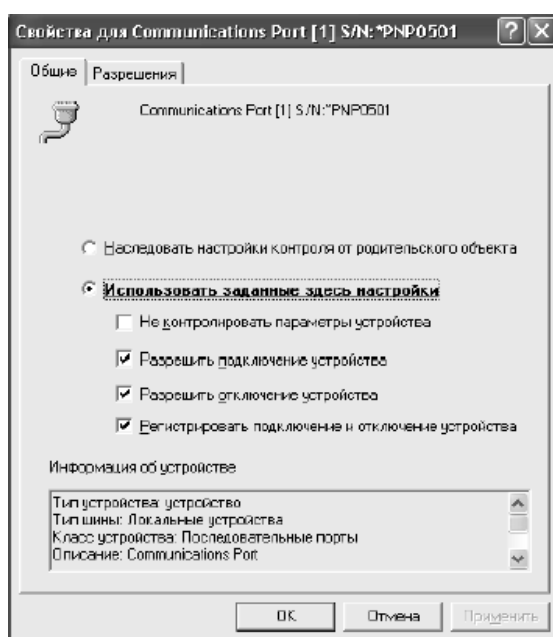 Свойства для Communications Port [1] S/N:*PNP0501
Общие
Разрешения
Communications Port [1] S/N:*PNP0501
Наследовать настройки контроля от родительского объекта
Использовать заданные здесь настройки
Не контролировать параметры устройства
Разрешить подключение устройства
Разрешить отключение устройства
Регистрировать подключение и отключение устройства
Информация об устройстве
Тип устройства: устройство
Тип шины: Локальные устройства
Класс устройства: Последовательные порты
Описание: Communications Port
ОК
Отмена
Применить